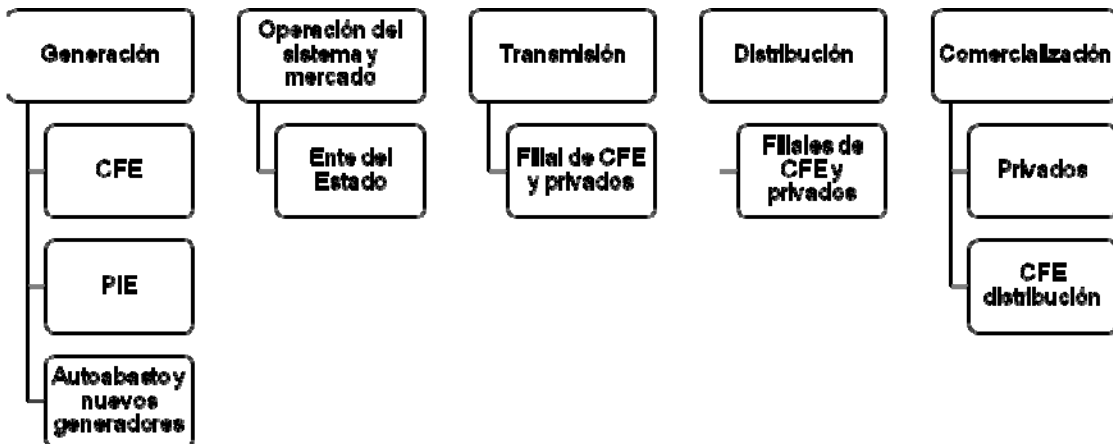 Generación
CFE
PIE
Autoabasto y
nuevos
generadores
Operación del
sistema y
mercado
Ente del
Estado
Transmisión
Filial de CFE
y privados
Distribución
Filiales de
CFE y
privados
Comercialización
Privados
CFE
distribución